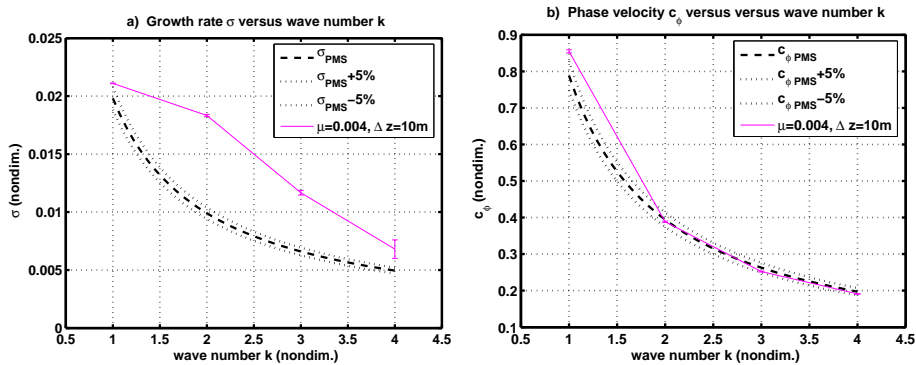 a) Growth rate σ versus wave number k
0.025
0.02
0.015
0.01
0.005
0
σ (nondim.)
σPMS
σPMS+5%
σPMS−5%
μ=0.004, Δ z=10m
0.5 1 1.5 2 2.5 3 3.5 4 4.5
wave number k (nondim.)
b) Phase velocity cϕ versus versus wave number k
0.9
0.8
0.7
0.6
0.5
0.4
0.3
0.2
0.1
cϕ (nondim.)
cϕ PMS
cϕ PMS+5%
cϕ PMS−5%
μ=0.004, Δ z=10m
0.5 1 1.5 2 2.5 3 3.5 4 4.5
wave number k (nondim.)